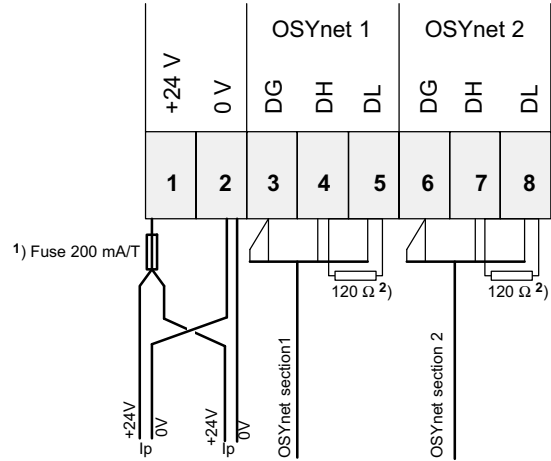 OSYnet 1
OSYnet 2
+24 V
0 V
DG
DH
DL
DG
DH
DL
1
2
3
4
5
6
7
8
1) Fuse 200 mA/T
120 Ω 2)
120 Ω 2)
OSYnet section1
OSYnet section 2
+24V
0V
+24V
0V
Ip
Ip